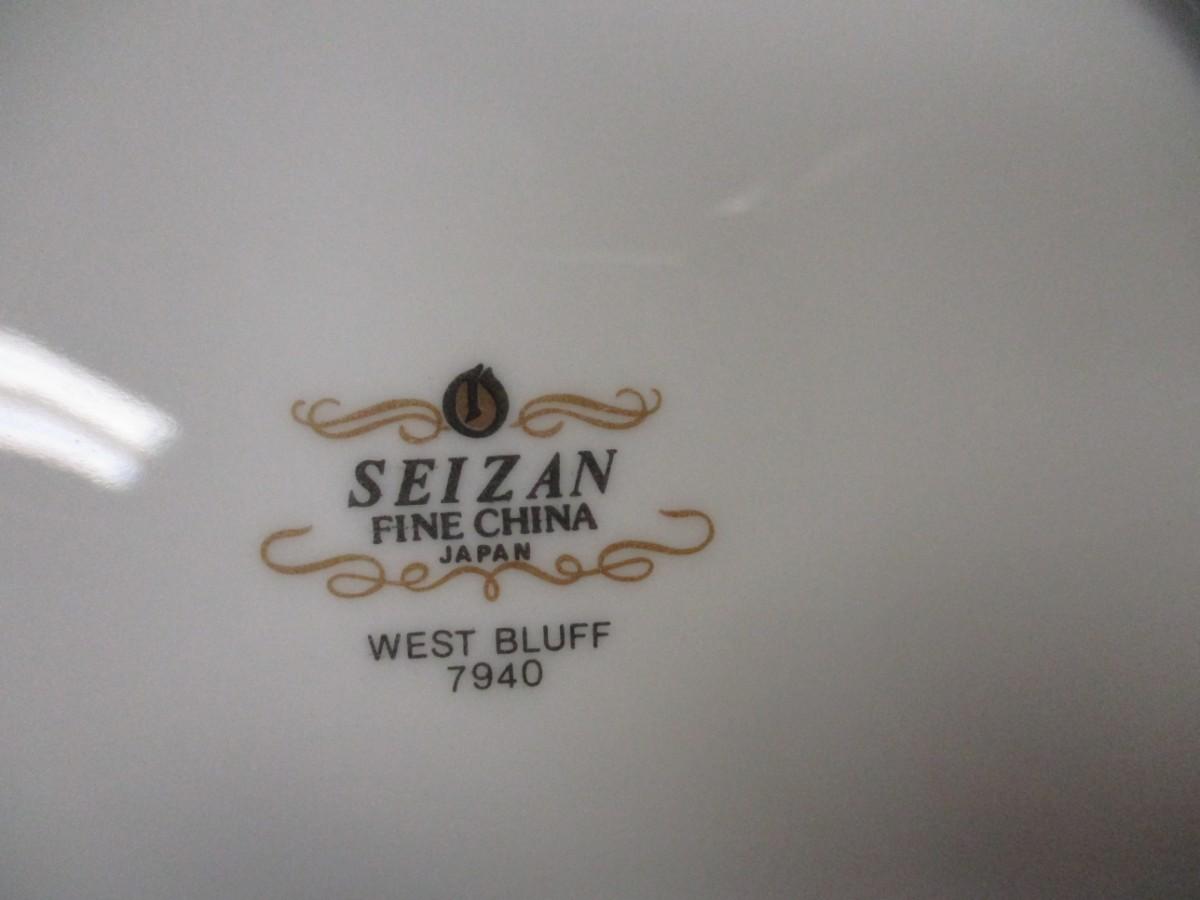 SEIZAN
FINE CHINA
JAPAN
WEST BLUFF
7940